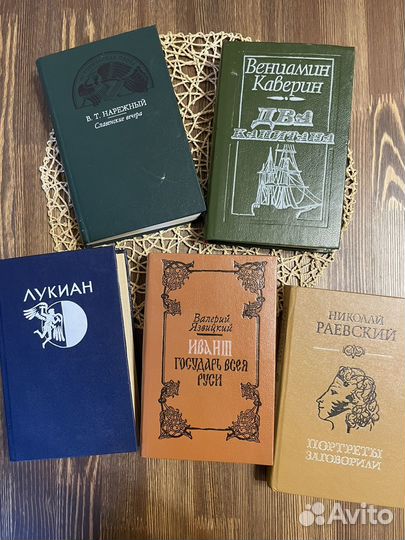 В. Т. НАРЕЖНЫЙ
Славенские вечера
Вениамин
Каверин
ДВА
КАПИТАНА
ЛУКИАН
Валерий
Язвицкий
ИВАН III
ГОСУДАРЬ ВСЕЯ
РУСИ
НИКОЛАЙ
РАЕВСКИЙ
ПОРТРЕТЫ
ЗАГОВОРИЛИ
Avito